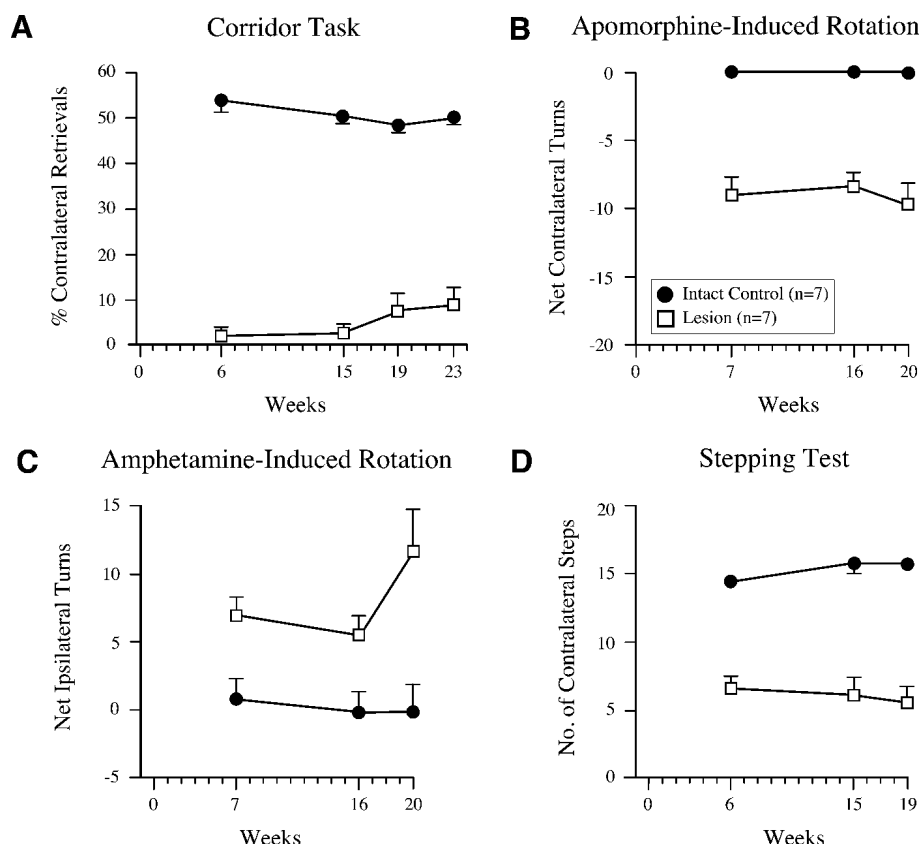 A
Corridor Task
% Contralateral Retrievals
60
50
40
30
20
10
0
0 6 15 19 23
Weeks
B
Apomorphine-Induced Rotation
Net Contralateral Turns
0
-5
-10
-15
-20
Intact Control (n=7)
Lesion (n=7)
0 7 16 20
Weeks
C
Amphetamine-Induced Rotation
Net Ipsilateral Turns
15
10
5
0
-5
0 7 16 20
Weeks
D
Stepping Test
No. of Contralateral Steps
20
15
10
5
0
0 6 15 19
Weeks